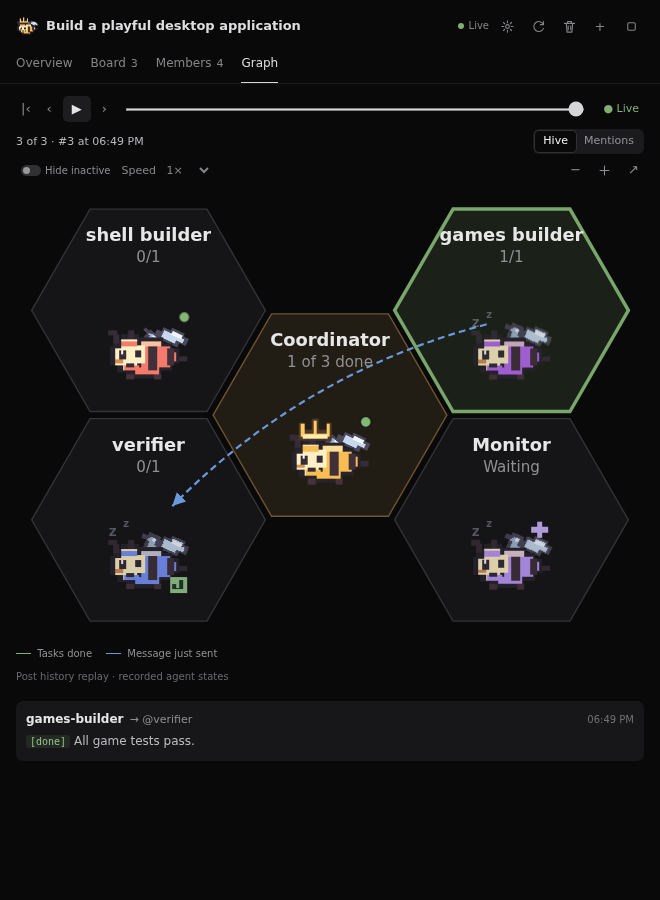 Build a playful desktop application
Live
Overview Board 3 Members 4 Graph
Live
3 of 3 · #3 at 06:49 PM
Hive Mentions
Hide inactive Speed 1×
shell builder
0/1
games builder
1/1
z z
Coordinator
1 of 3 done
verifier
0/1
z z
Monitor
Waiting
z z
Tasks done Message just sent
Post history replay · recorded agent states
games-builder → @verifier 06:49 PM
[done] All game tests pass.